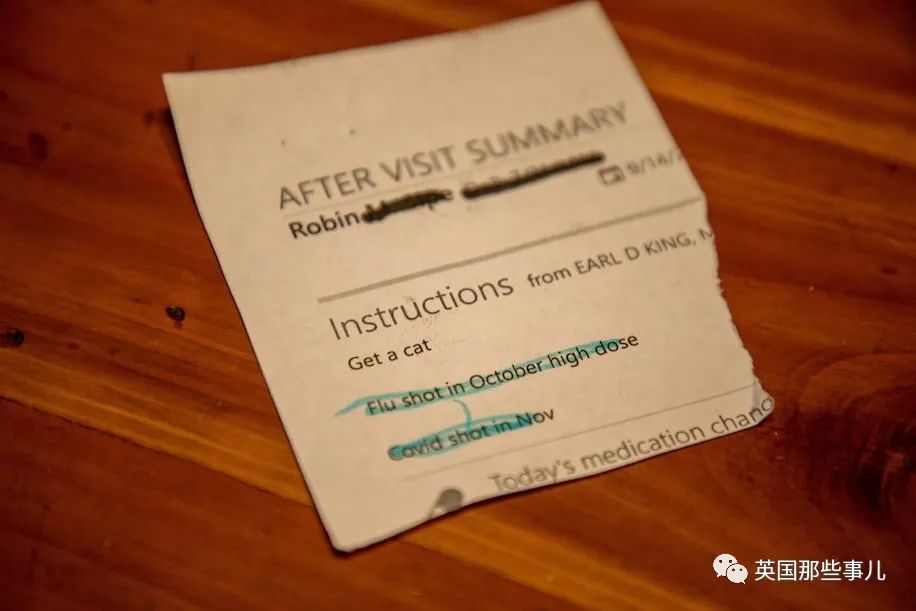 AFTER VISIT SUMMARY
Robin
9/14/
Instructions from EARL D KING,
Get a cat
Flu shot in October high dose
Covid shot in Nov
Today's medication
英国那些事儿